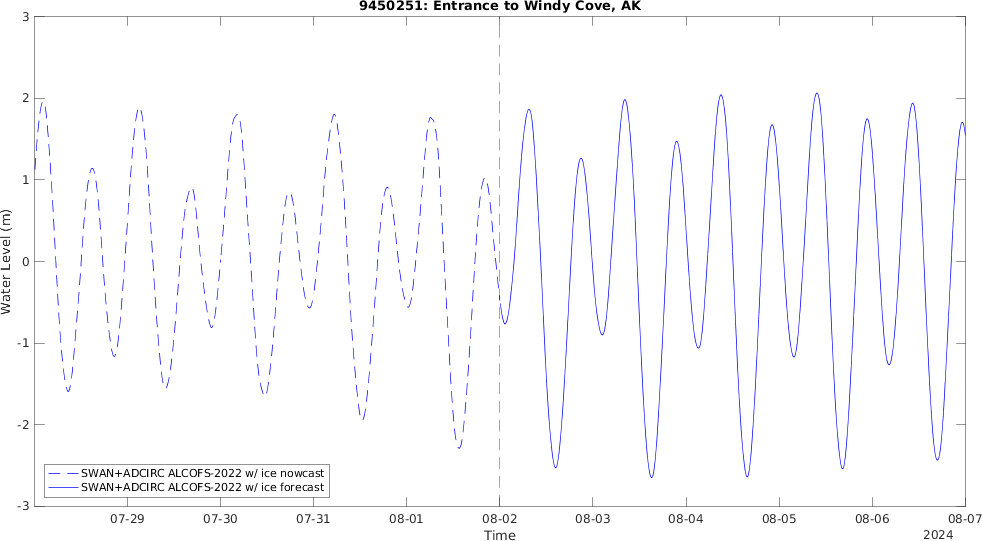 9450251: Entrance to Windy Cove, AK
3
2
1
0
-1
-2
-3
Water Level (m)
SWAN+ADCIRC ALCOFS-2022 w/ ice nowcast
SWAN+ADCIRC ALCOFS-2022 w/ ice forecast
07-29 07-30 07-31 08-01 08-02 08-03 08-04 08-05 08-06 08-07
Time
2024